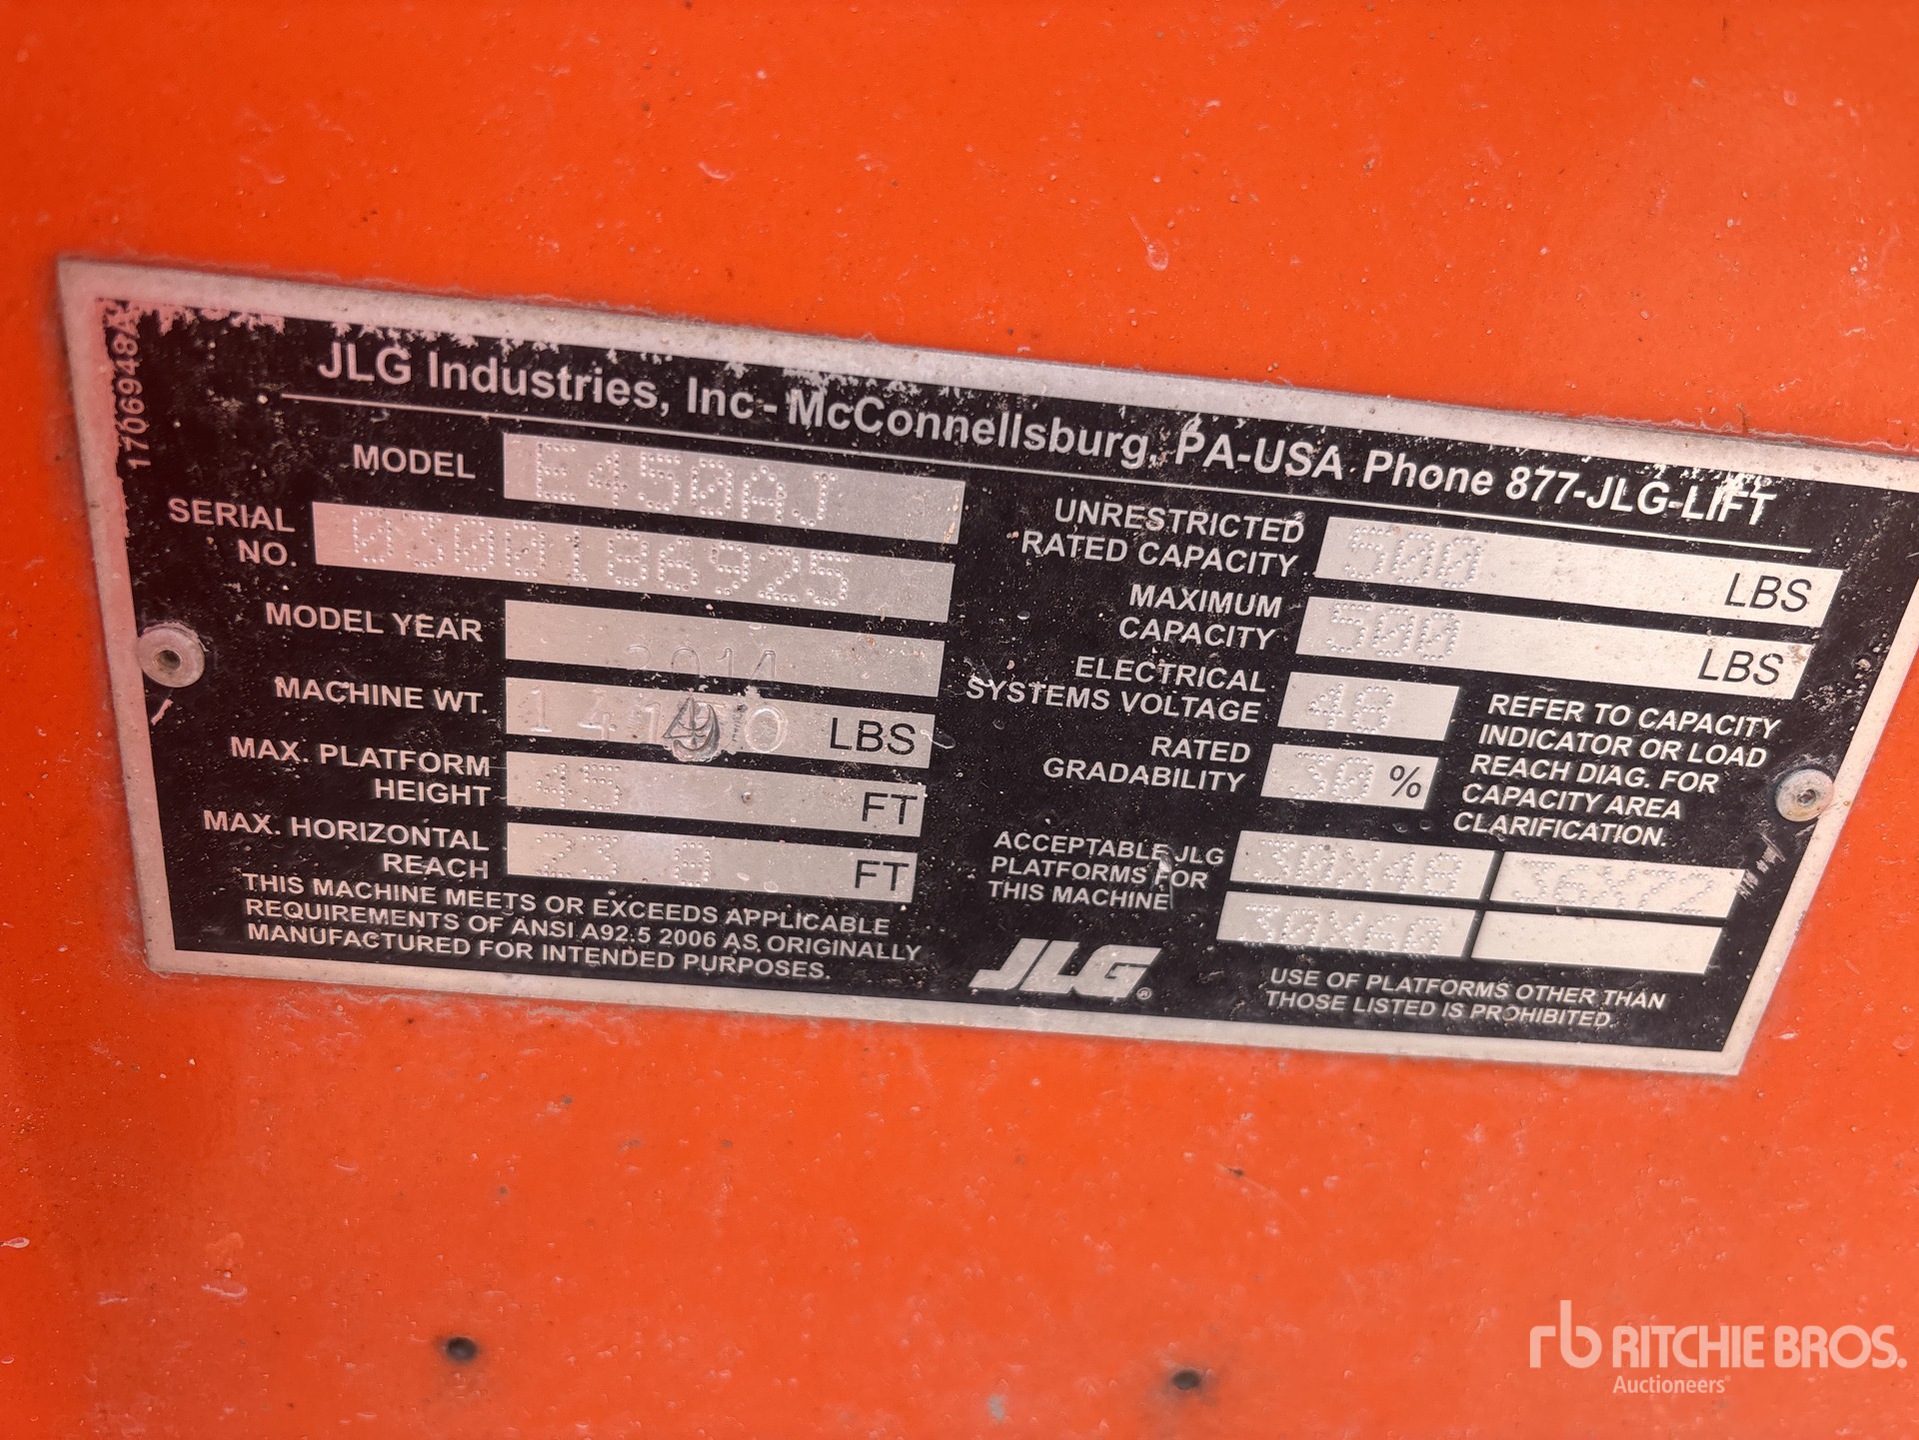 1706948A
JLG Industries, Inc - McConnellsburg, PA-USA Phone 877-JLG-LIFT
MODEL E450AJ
SERIAL NO. 0300186925
MODEL YEAR 2014
MACHINE WT. LBS
MAX. PLATFORM HEIGHT 45 FT
MAX. HORIZONTAL REACH 23 8 FT
THIS MACHINE MEETS OR EXCEEDS APPLICABLE
REQUIREMENTS OF ANSI A92.5 2006 AS ORIGINALLY
MANUFACTURED FOR INTENDED PURPOSES.
UNRESTRICTED RATED CAPACITY 500 LBS
MAXIMUM CAPACITY 500 LBS
ELECTRICAL SYSTEMS VOLTAGE 48
RATED GRADABILITY 30 %
REFER TO CAPACITY
INDICATOR OR LOAD
REACH DIAG. FOR
CAPACITY AREA
CLARIFICATION.
ACCEPTABLE JLG PLATFORMS FOR THIS MACHINE
30X48 36X72
30X60
JLG®
USE OF PLATFORMS OTHER THAN
THOSE LISTED IS PROHIBITED.
rb RITCHIE BROS.
Auctioneers